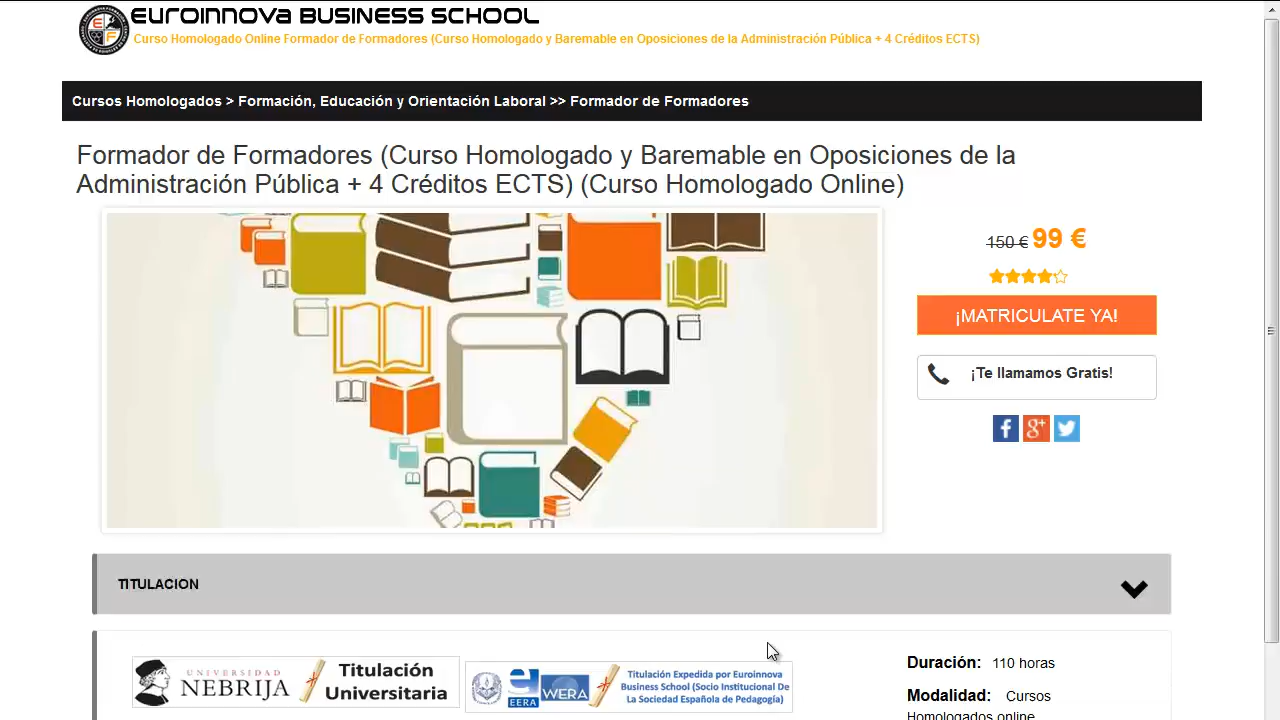 EUROINNOVA BUSINESS SCHOOL
Curso Homologado Online Formador de Formadores (Curso Homologado y Baremable en Oposiciones de la Administración Pública + 4 Créditos ECTS)
Cursos Homologados > Formación, Educación y Orientación Laboral >> Formador de Formadores
Formador de Formadores (Curso Homologado y Baremable en Oposiciones de la
Administración Pública + 4 Créditos ECTS) (Curso Homologado Online)
150 € 99 €
¡MATRICULATE YA!
¡Te llamamos Gratis!
TITULACION
UNIVERSIDAD
NEBRIJA
Titulación
Universitaria
EERA
WERA
Titulación Expedida por Euroinnova
Business School (Socio Institucional De
La Sociedad Española de Pedagogía)
Duración: 110 horas
Modalidad: Cursos
Homologados online